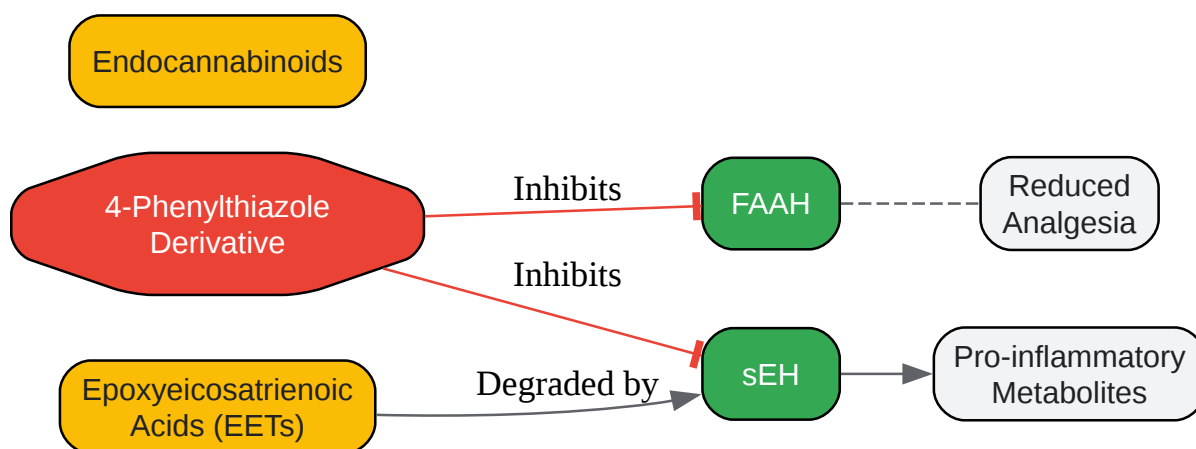 Endocannabinoids
4-Phenylthiazole
Derivative
Inhibits
FAAH
Reduced
Analgesia
Inhibits
Epoxyeicosatrienoic
Acids (EETs)
Degraded by
sEH
Pro-inflammatory
Metabolites